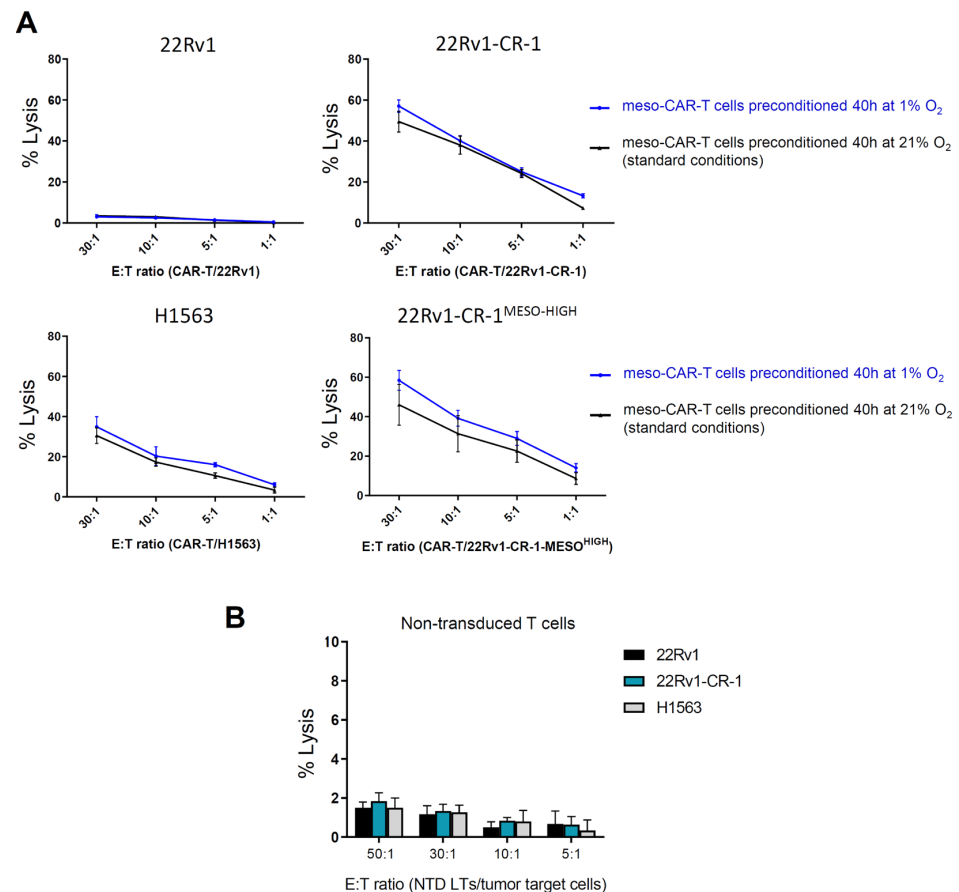 A
22Rv1
80
60
40
20
0
% Lysis
30:1
10:1
5:1
1:1
E:T ratio (CAR-T/22Rv1)
22Rv1-CR-1
80
60
40
20
0
% Lysis
30:1
10:1
5:1
1:1
E:T ratio (CAR-T/22Rv1-CR-1)
meso-CAR-T cells preconditioned 40h at 1% O₂
meso-CAR-T cells preconditioned 40h at 21% O₂
(standard conditions)
H1563
80
60
40
20
0
% Lysis
30:1
10:1
5:1
1:1
E:T ratio (CAR-T/H1563)
22Rv1-CR-1^MESO-HIGH
80
60
40
20
0
% Lysis
30:1
10:1
5:1
1:1
E:T ratio (CAR-T/22Rv1-CR-1-MESO^HIGH)
meso-CAR-T cells preconditioned 40h at 1% O₂
meso-CAR-T cells preconditioned 40h at 21% O₂
(standard conditions)
B
Non-transduced T cells
10
8
6
4
2
0
% Lysis
50:1
30:1
10:1
5:1
E:T ratio (NTD LTs/tumor target cells)
22Rv1
22Rv1-CR-1
H1563